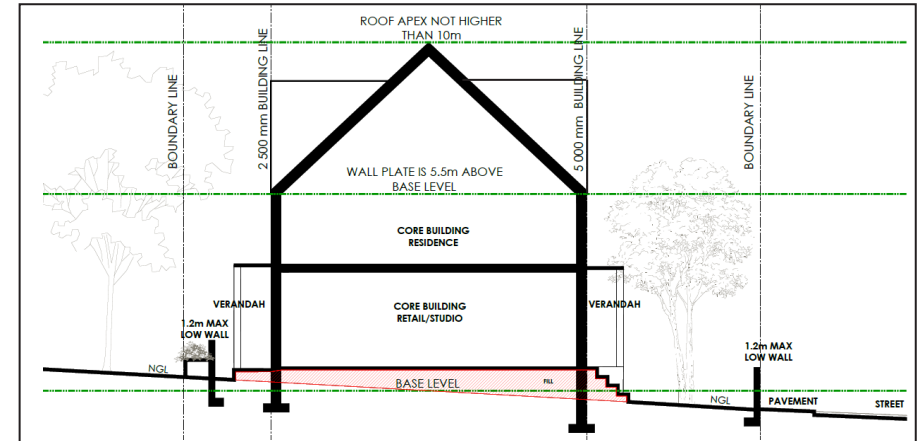 ROOF APEX NOT HIGHER
THAN 10m
BOUNDARY LINE
2 500 mm BUILDING LINE
5 000 mm BUILDING LINE
BOUNDARY LINE
WALL PLATE IS 5.5m ABOVE
BASE LEVEL
CORE BUILDING
RESIDENCE
VERANDAH
CORE BUILDING
RETAIL/STUDIO
VERANDAH
1.2m MAX
LOW WALL
1.2m MAX
LOW WALL
NGL
BASE LEVEL
FILL
NGL
PAVEMENT
STREET